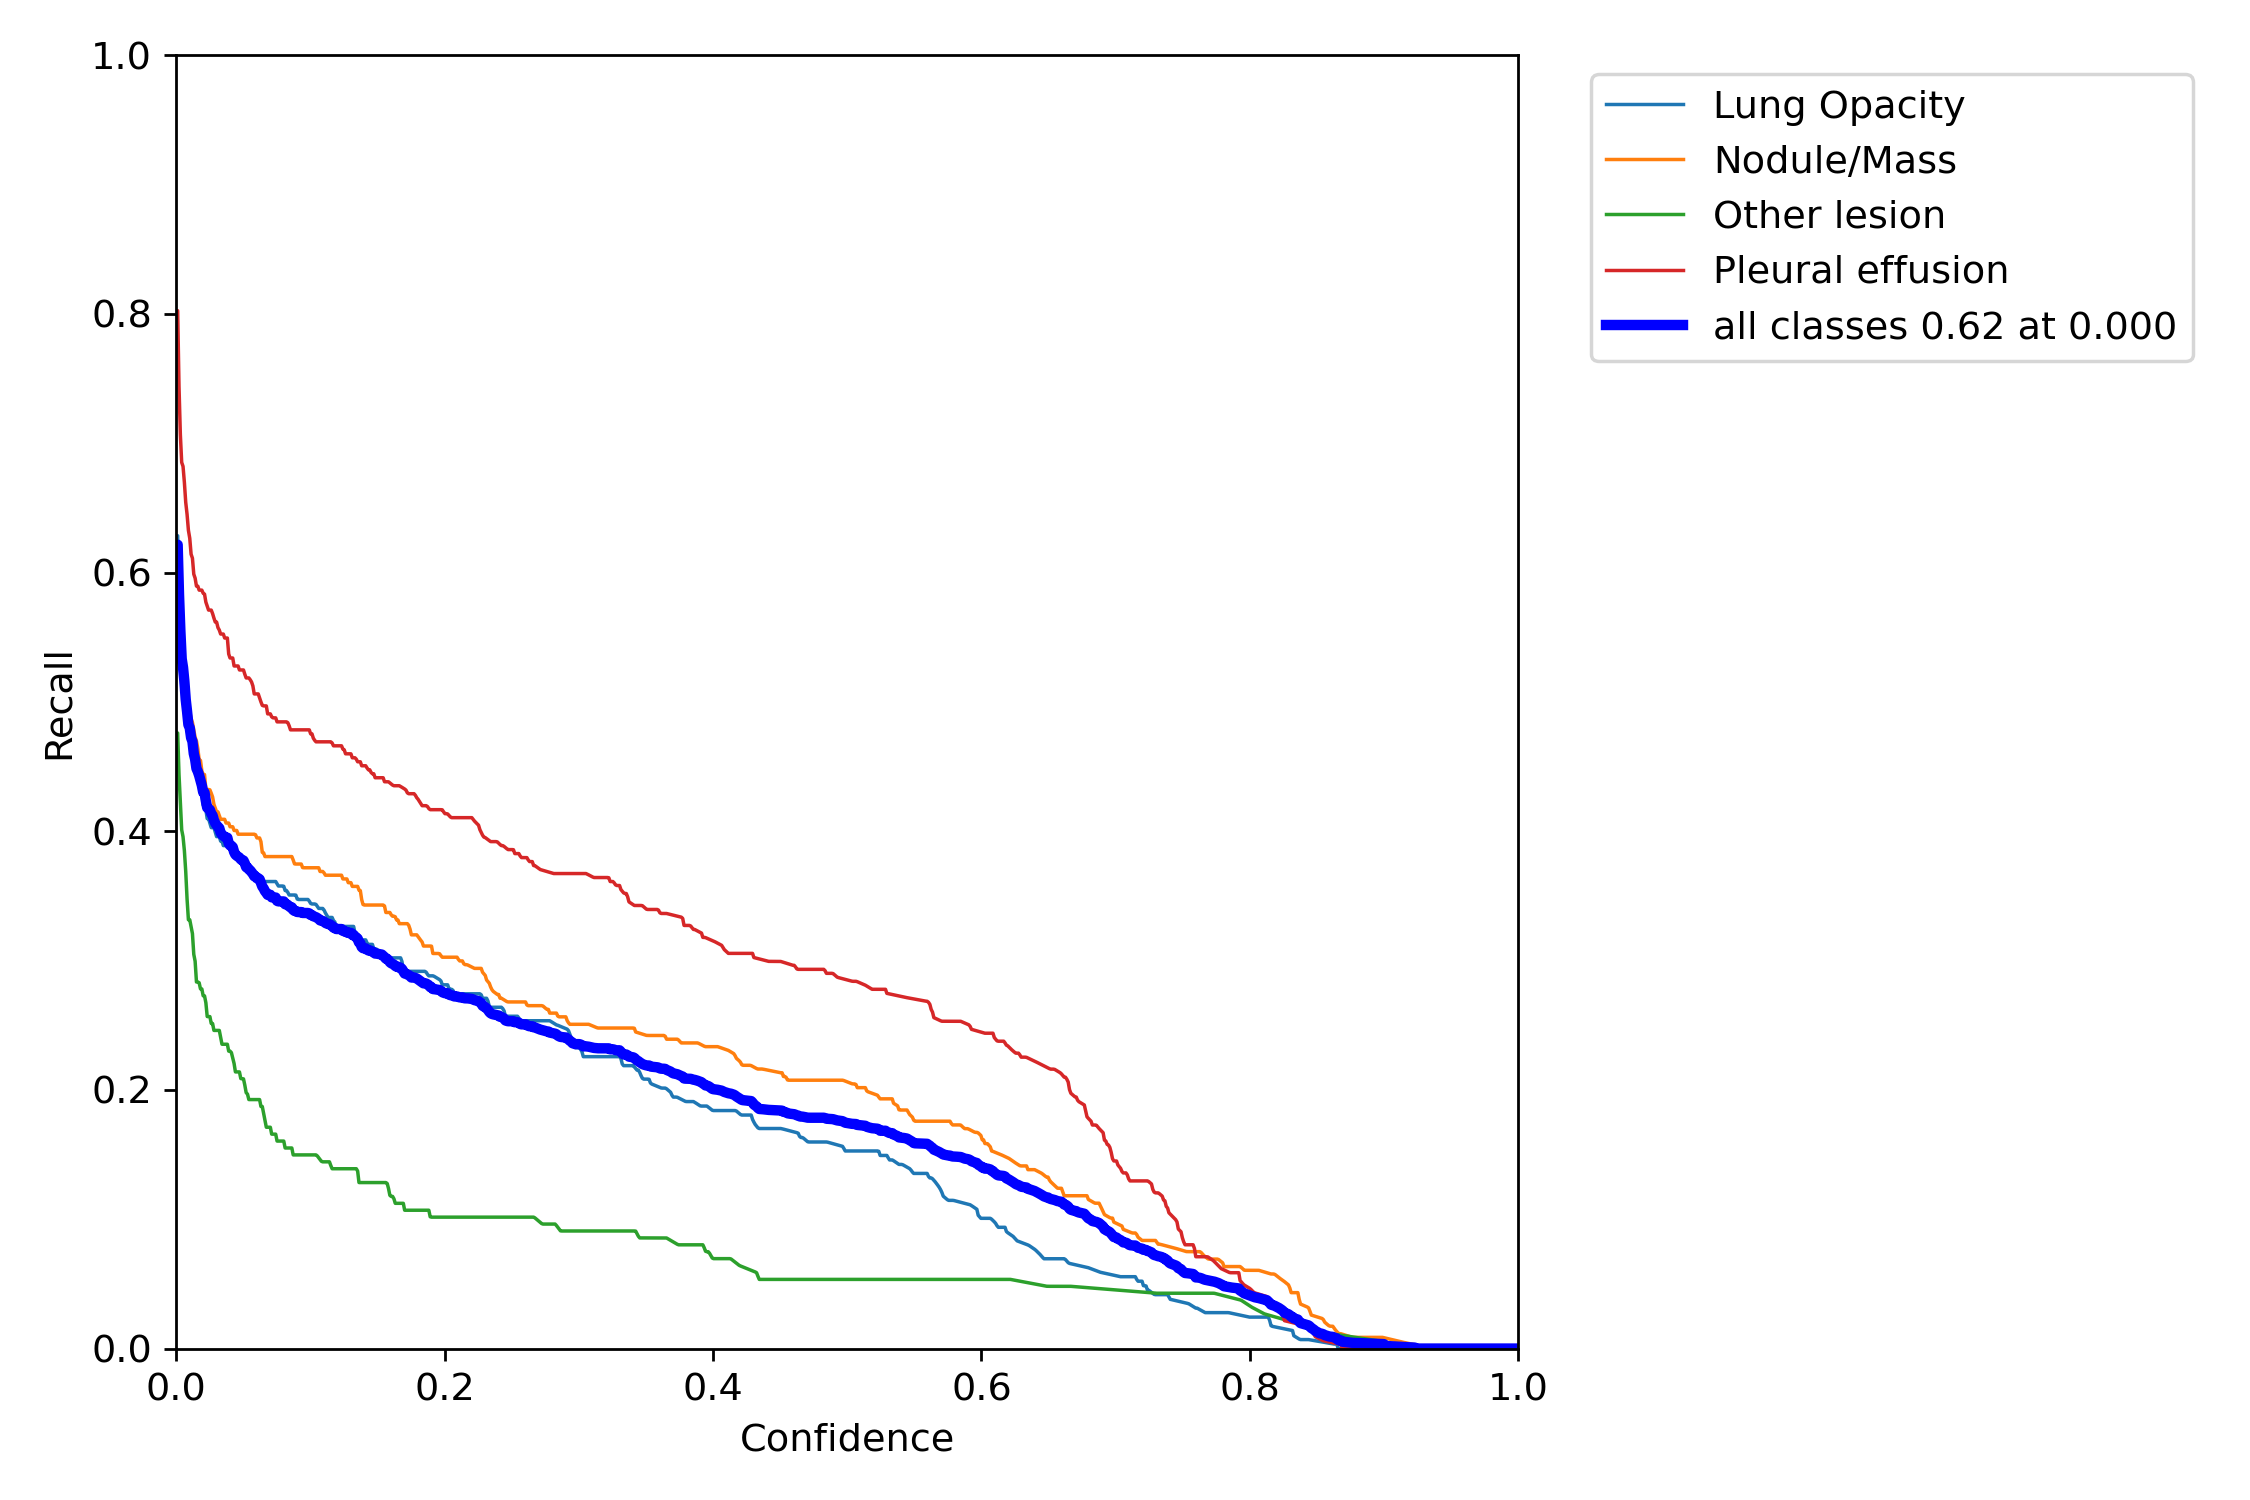 1.0
0.8
0.6
0.4
0.2
0.0
Recall
0.0 0.2 0.4 0.6 0.8 1.0
Confidence
Lung Opacity
Nodule/Mass
Other lesion
Pleural effusion
all classes 0.62 at 0.000